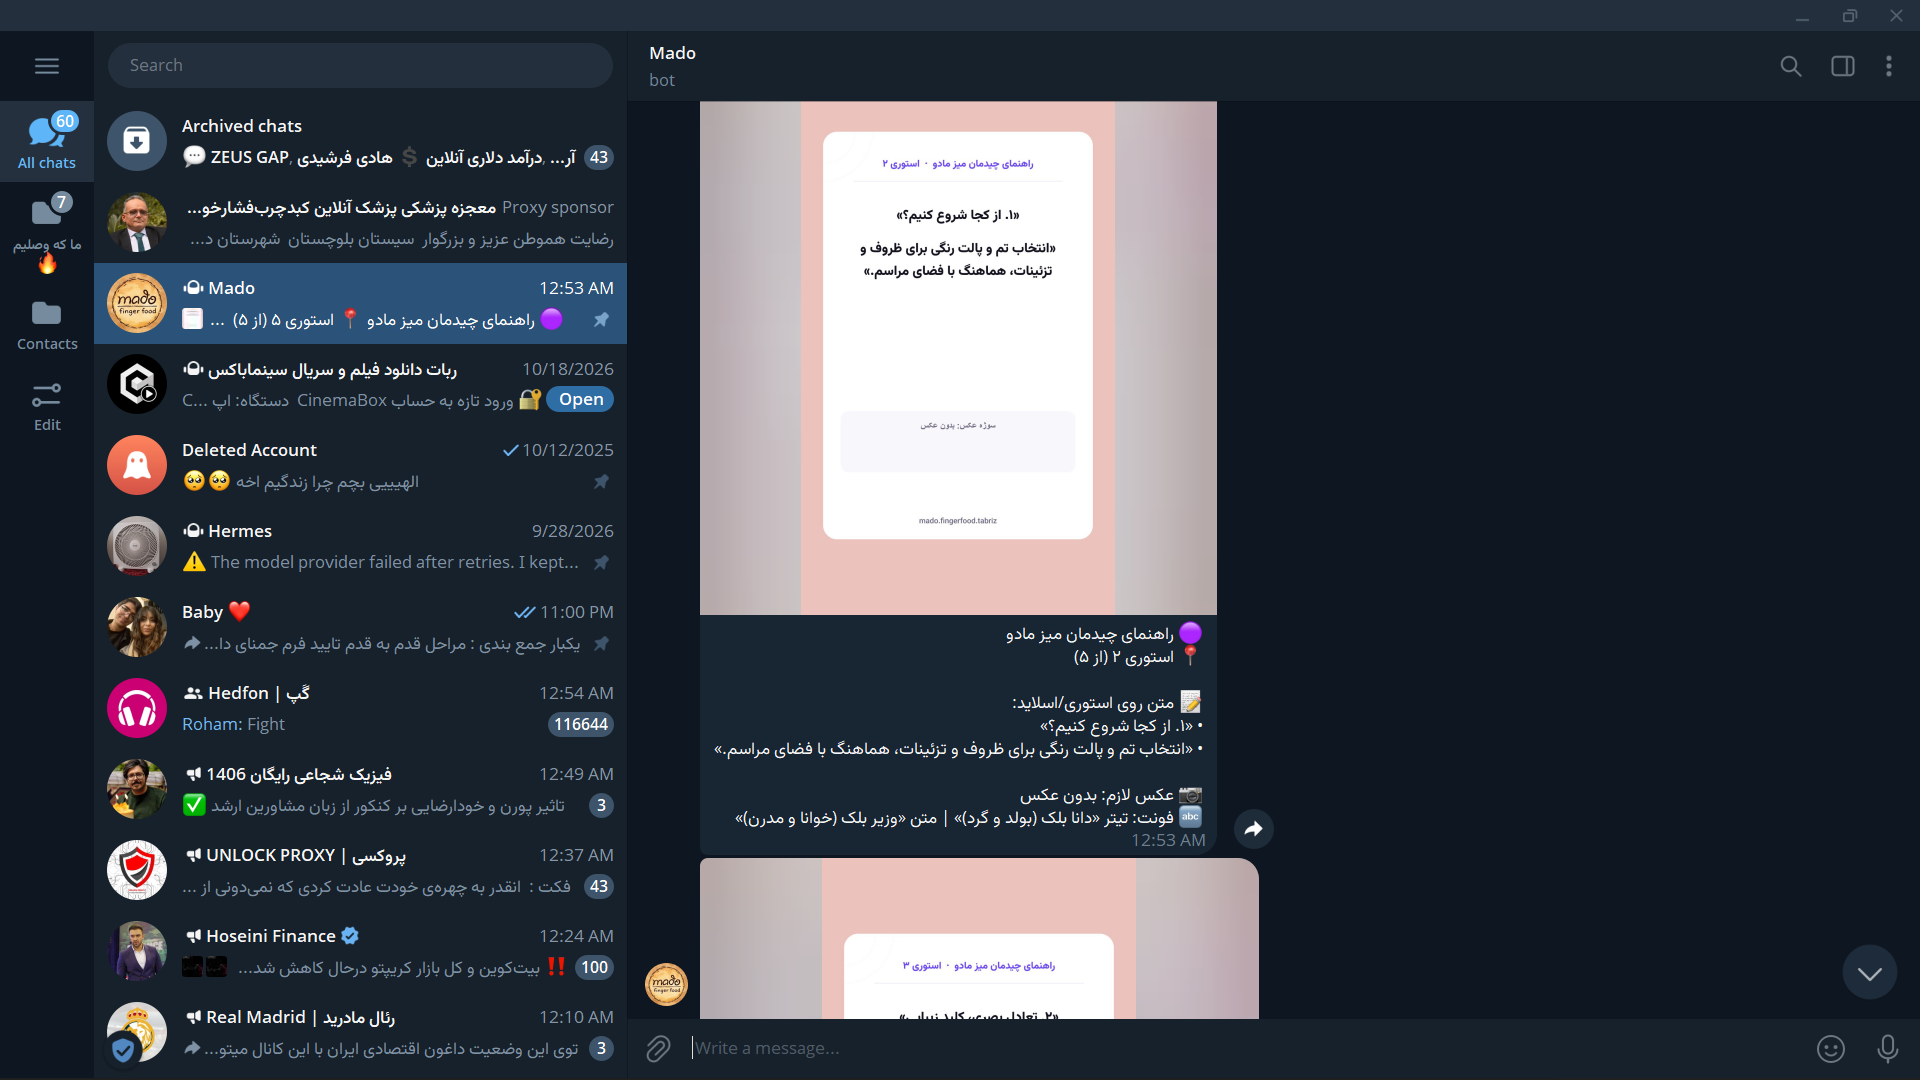 Search
60
All chats
7
ما که وصلیم
Contacts
Edit
Archived chats
ZEUS GAP, هادی فرشیدی درآمد دلاری آنلاین, آر...
43
معجزه پزشکی پزشک آنلاین کبدچرب‌فشارخو...
Proxy sponsor
رضایت هموطن عزیز و بزرگوار سیستان بلوچستان شهرستان د...
Mado
12:53 AM
راهنمای چیدمان میز مادو 📍 استوری ۵ (از ۵) ...
ربات دانلود فیلم و سریال سینماباکس
10/18/2026
ورود تازه به حساب CinemaBox دستگاه: اپ C...
Open
Deleted Account
10/12/2025
الهیییی بچم چرا زندگیم اخه
Hermes
9/28/2026
The model provider failed after retries. I kept...
Baby
11:00 PM
یکبار جمع بندی : مراحل قدم به قدم تایید فرم جمنای دا...
Hedfon | گپ
12:54 AM
Roham: Fight
116644
فیزیک شجاعی رایگان 1406
12:49 AM
تاثیر پورن و خودارضایی بر کنکور از زبان مشاورین ارشد
3
UNLOCK PROXY | پروکسی
12:37 AM
فکت : انقدر به چهره‌ی خودت عادت کردی که نمی‌دونی از ...
43
Hoseini Finance
12:24 AM
بیت‌کوین و کل بازار کریپتو درحال کاهش شد...
100
Real Madrid | رئال مادرید
12:10 AM
توی این وضعیت داغون اقتصادی ایران با این کانال میتو...
3
Mado
bot
راهنمای چیدمان میز مادو · استوری ۲
«۱. از کجا شروع کنیم؟»
«انتخاب تم و پالت رنگی برای ظروف و
تزئینات، هماهنگ با فضای مراسم.»
سوژه عکس: بدون عکس
mado.fingerfood.tabriz
راهنمای چیدمان میز مادو
استوری ۲ (از ۵)
متن روی استوری/اسلاید:
• «۱. از کجا شروع کنیم؟»
• «انتخاب تم و پالت رنگی برای ظروف و تزئینات، هماهنگ با فضای مراسم.»
عکس لازم: بدون عکس
فونت: تیتر «دانا بلک (بولد و گرد)» | متن «وزیر بلک (خوانا و مدرن)»
12:53 AM
راهنمای چیدمان میز مادو · استوری ۳
«۲. تعادل بصری، کلید زیبایی»
mado
finger food
Write a message...